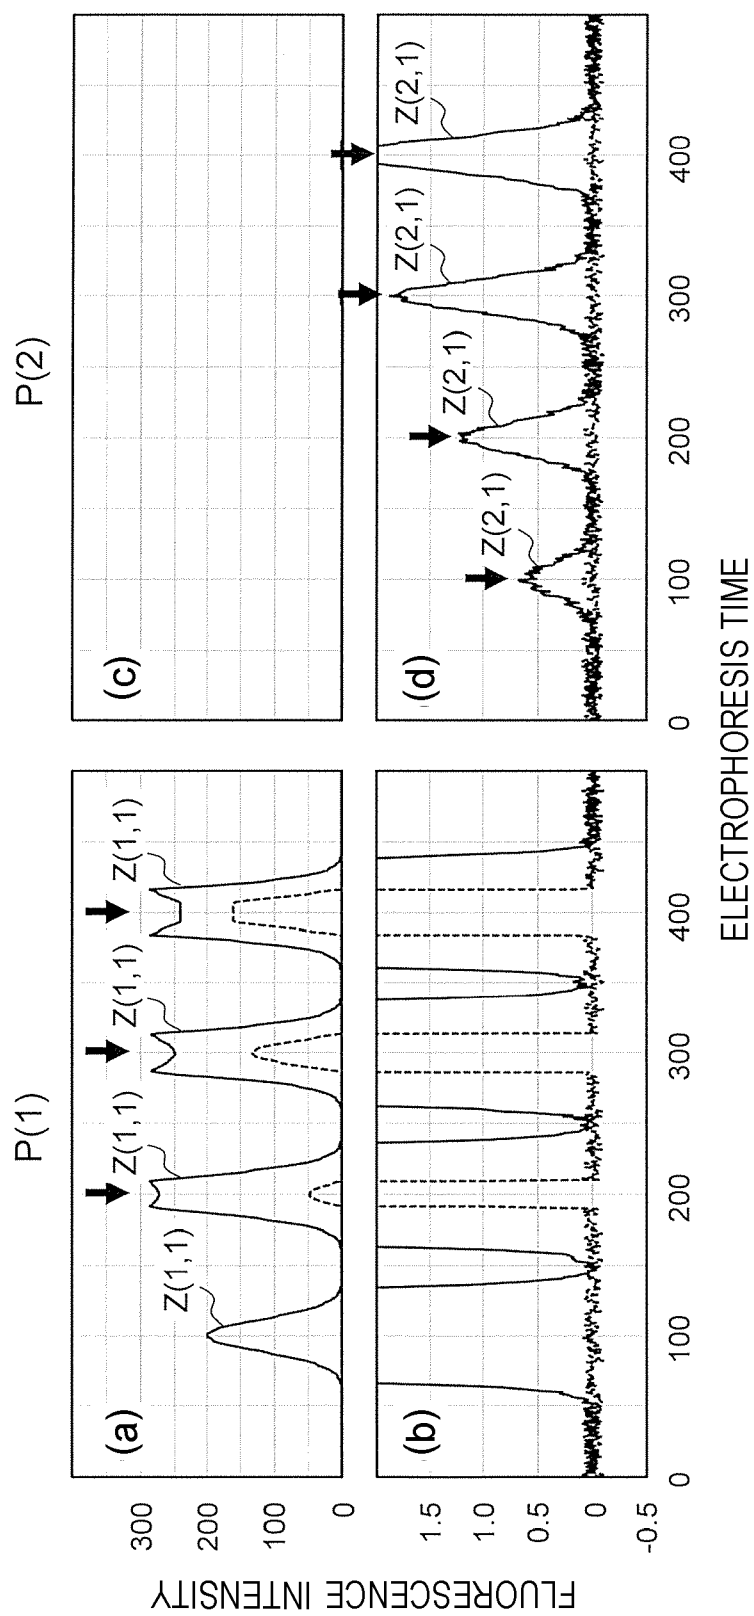 P(1)
P(2)
FLUORESCENCE INTENSITY
(a)
300
200
100
0
Z(1,1)
Z(1,1)
Z(1,1)
Z(1,1)
(c)
(b)
1.5
1.0
0.5
0
-0.5
0
100
200
300
400
(d)
Z(2,1)
Z(2,1)
Z(2,1)
Z(2,1)
0
100
200
300
400
ELECTROPHORESIS TIME